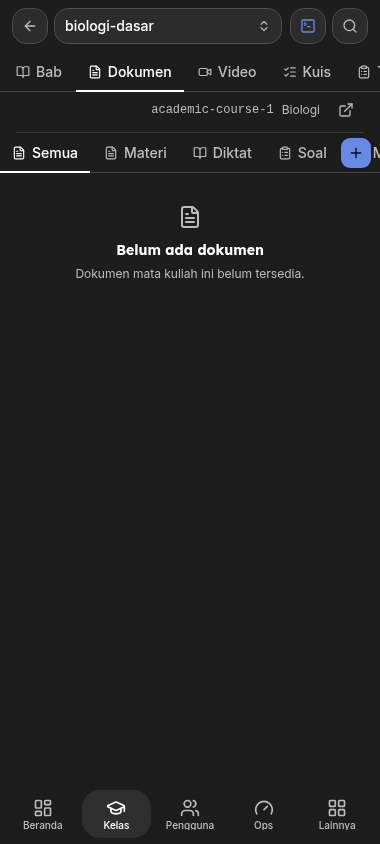 biologi-dasar
Bab Dokumen Video Kuis
academic-course-1 Biologi
Semua Materi Diktat Soal
Belum ada dokumen
Dokumen mata kuliah ini belum tersedia.
Beranda Kelas Pengguna Ops Lainnya